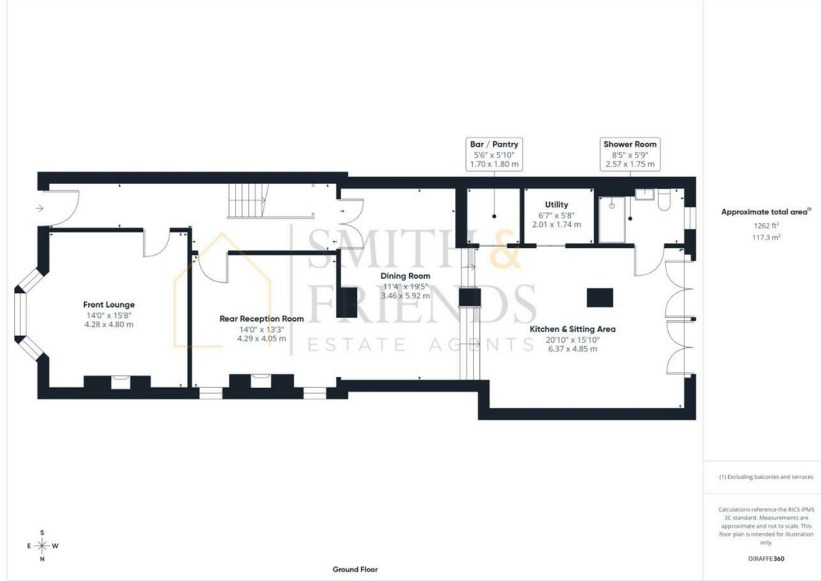 Bar / Pantry
5'6" x 5'10"
1.70 x 1.80 m
Shower Room
8'5" x 5'9"
2.57 x 1.75 m
Utility
6'7" x 5'8"
2.01 x 1.74 m
Approximate total area⁽¹⁾
1262 ft²
117.3 m²
SMITH &
FRIENDS
ESTATE AGENTS
Dining Room
11'4" x 19'5"
3.46 x 5.92 m
Front Lounge
14'0" x 15'8"
4.28 x 4.80 m
Rear Reception Room
14'0" x 13'3"
4.29 x 4.05 m
Kitchen & Sitting Area
20'10" x 15'10"
6.37 x 4.85 m
(1) Excluding balconies and terraces
Calculations reference the RICS IPMS
3C standard. Measurements are
approximate and not to scale. This
floor plan is intended for illustration
only.
GIRAFFE360
S
E W
N
Ground Floor